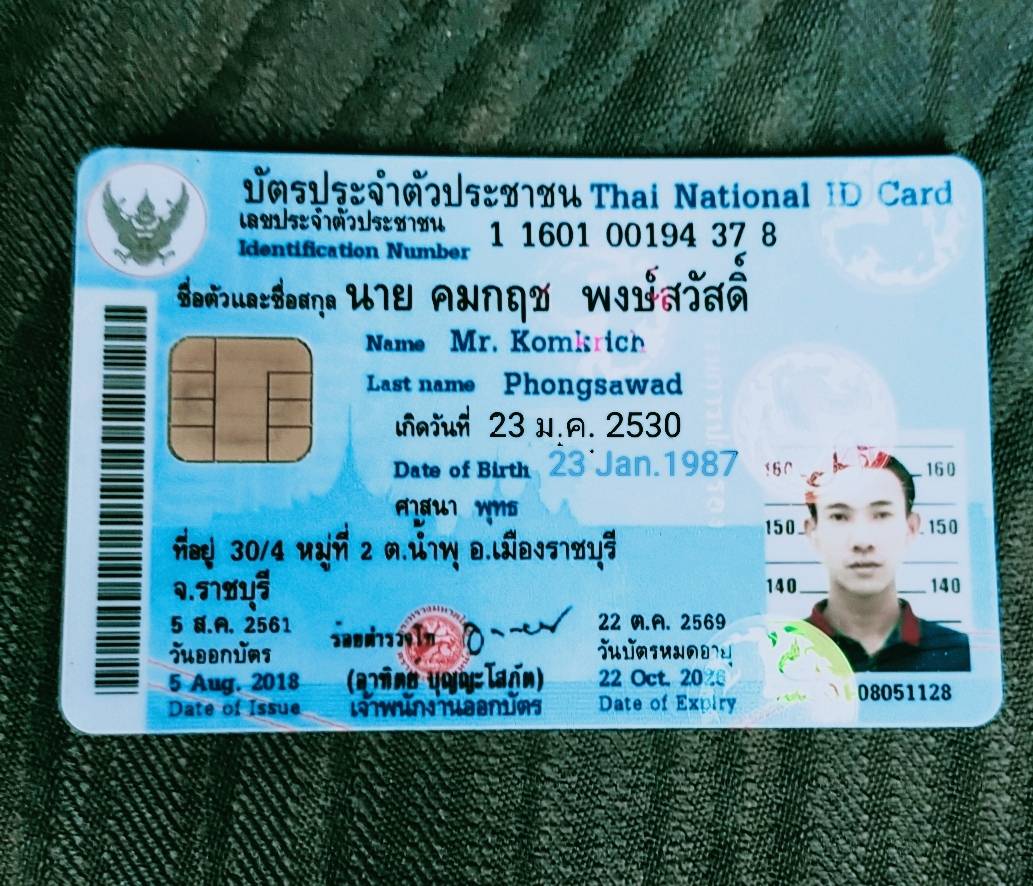 บัตรประจำตัวประชาชน Thai National ID Card
เลขประจำตัวประชาชน
Identification Number 1 1601 00194 37 8
ชื่อตัวและชื่อสกุล นาย คมกฤช พงษ์สวัสดิ์
Name Mr. Komkrich
Last name Phongsawad
เกิดวันที่ 23 ม.ค. 2530
Date of Birth 23 Jan.1987
ศาสนา พุทธ
ที่อยู่ 30/4 หมู่ที่ 2 ต.น้ำพุ อ.เมืองราชบุรี
จ.ราชบุรี
5 ส.ค. 2561
วันออกบัตร
5 Aug. 2018
Date of Issue
ร้อยตำรวจโท
(อาทิตย์ บุญญะโสภัต)
เจ้าพนักงานออกบัตร
22 ต.ค. 2569
วันบัตรหมดอายุ
22 Oct. 2026
Date of Expiry
160 160
150 150
140 140
08051128